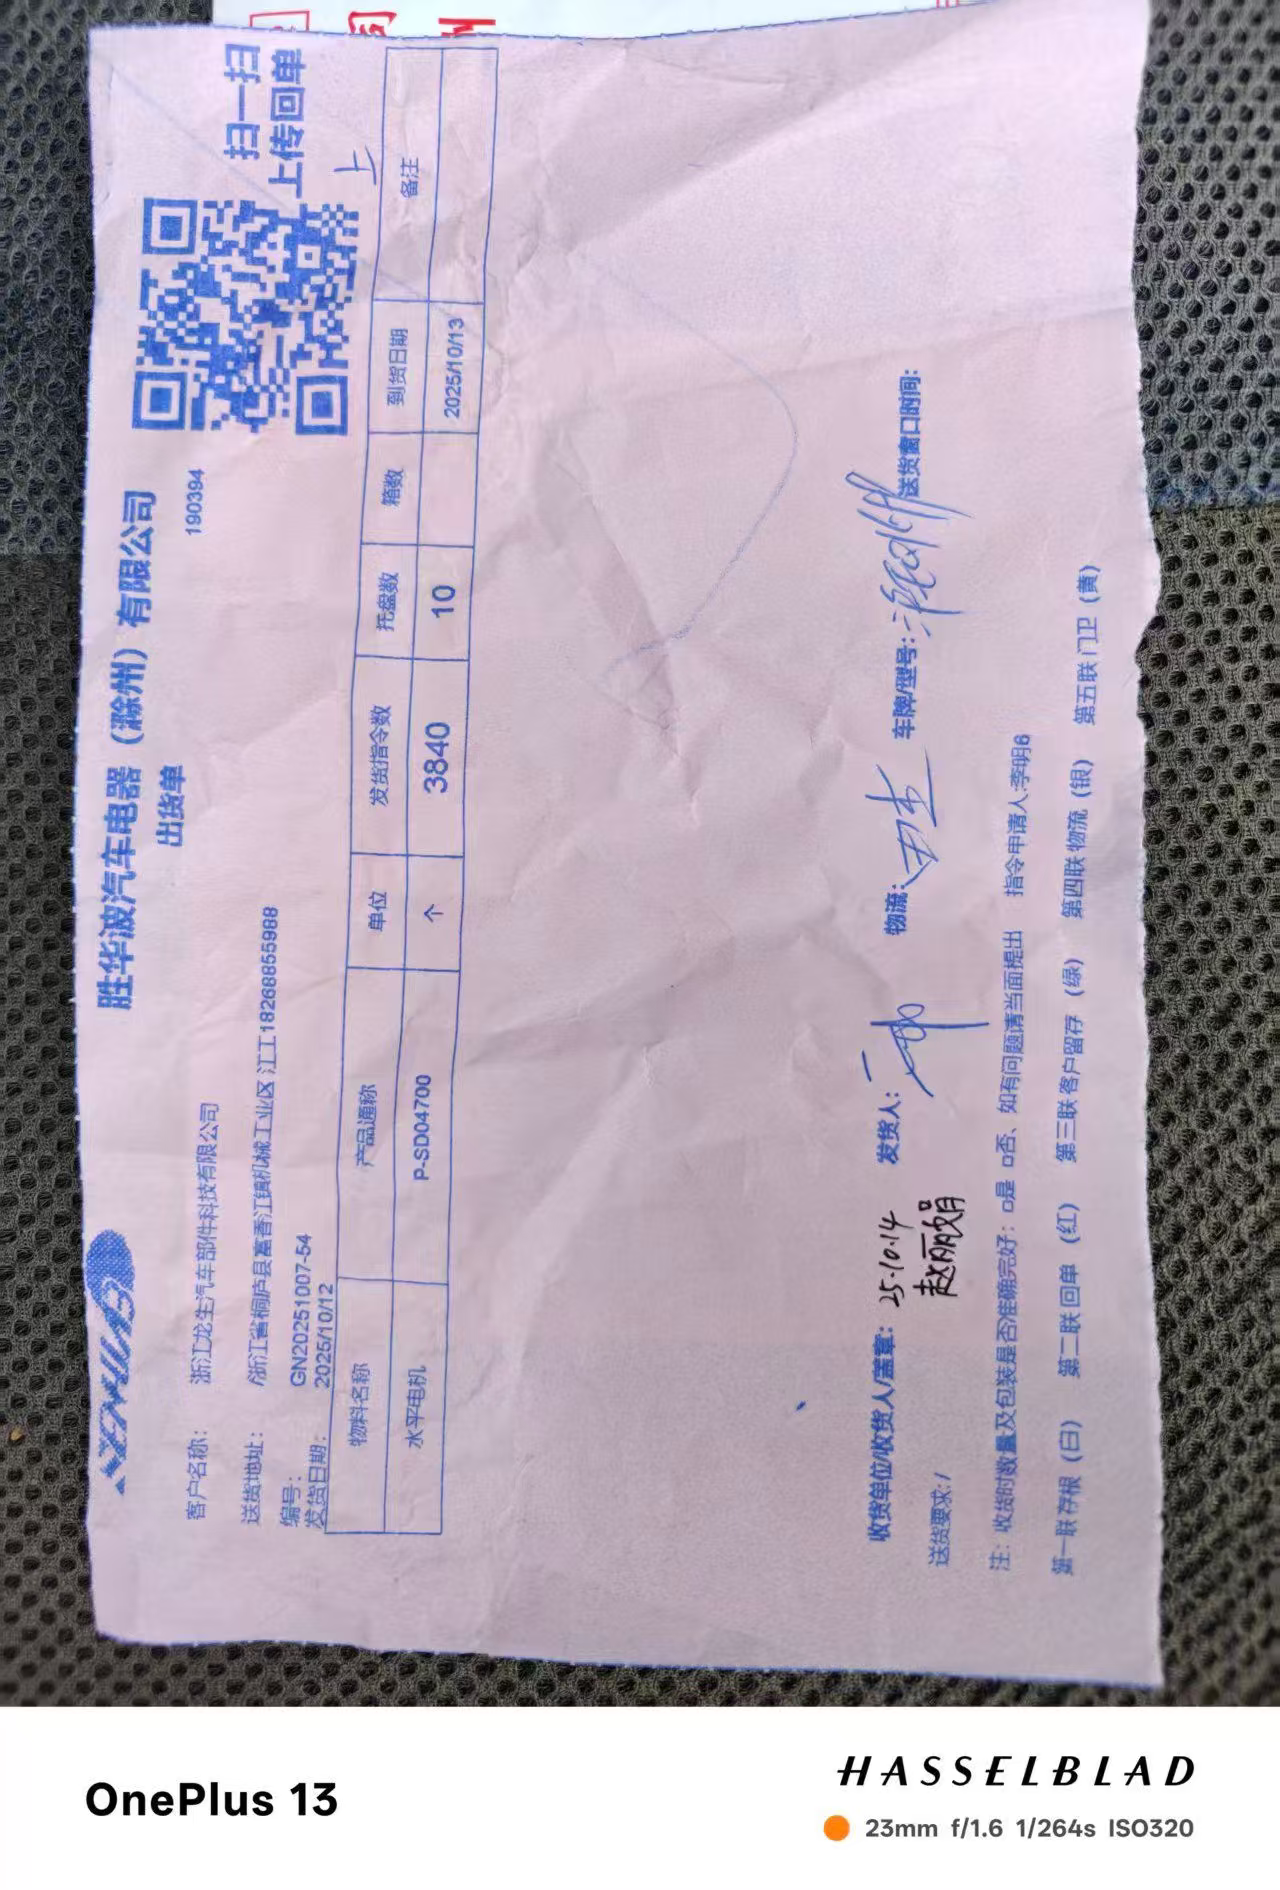 扫一扫
上传回单
胜华波汽车电器（滁州）有限公司
出货单
190394
客户名称： 浙江龙生汽车部件科技有限公司
送货地址： /浙江省桐庐县富春江镇机械工业区 江工18268855988
编号： GN20251007-54
发货日期： 2025/10/12
上
物料名称 产品通称 单位 发货指令数 托盘数 箱数 到货日期 备注
水平电机 P-SD04700 个 3840 10 2025/10/13
收货单位/收货人/盖章： 25.10.14 发货人： 物流： 车牌/型号： 送货窗口时间：
赵丽娟
送货要求：/
注： 收货时数量及包装是否准确完好： □是 □否、如有问题请当面提出 指令申请人:李明6
第一联存根（白） 第二联回单（红） 第三联客户留存（绿） 第四联物流（银） 第五联门卫（黄）
OnePlus 13
HASSELBLAD
23mm f/1.6 1/264s ISO320